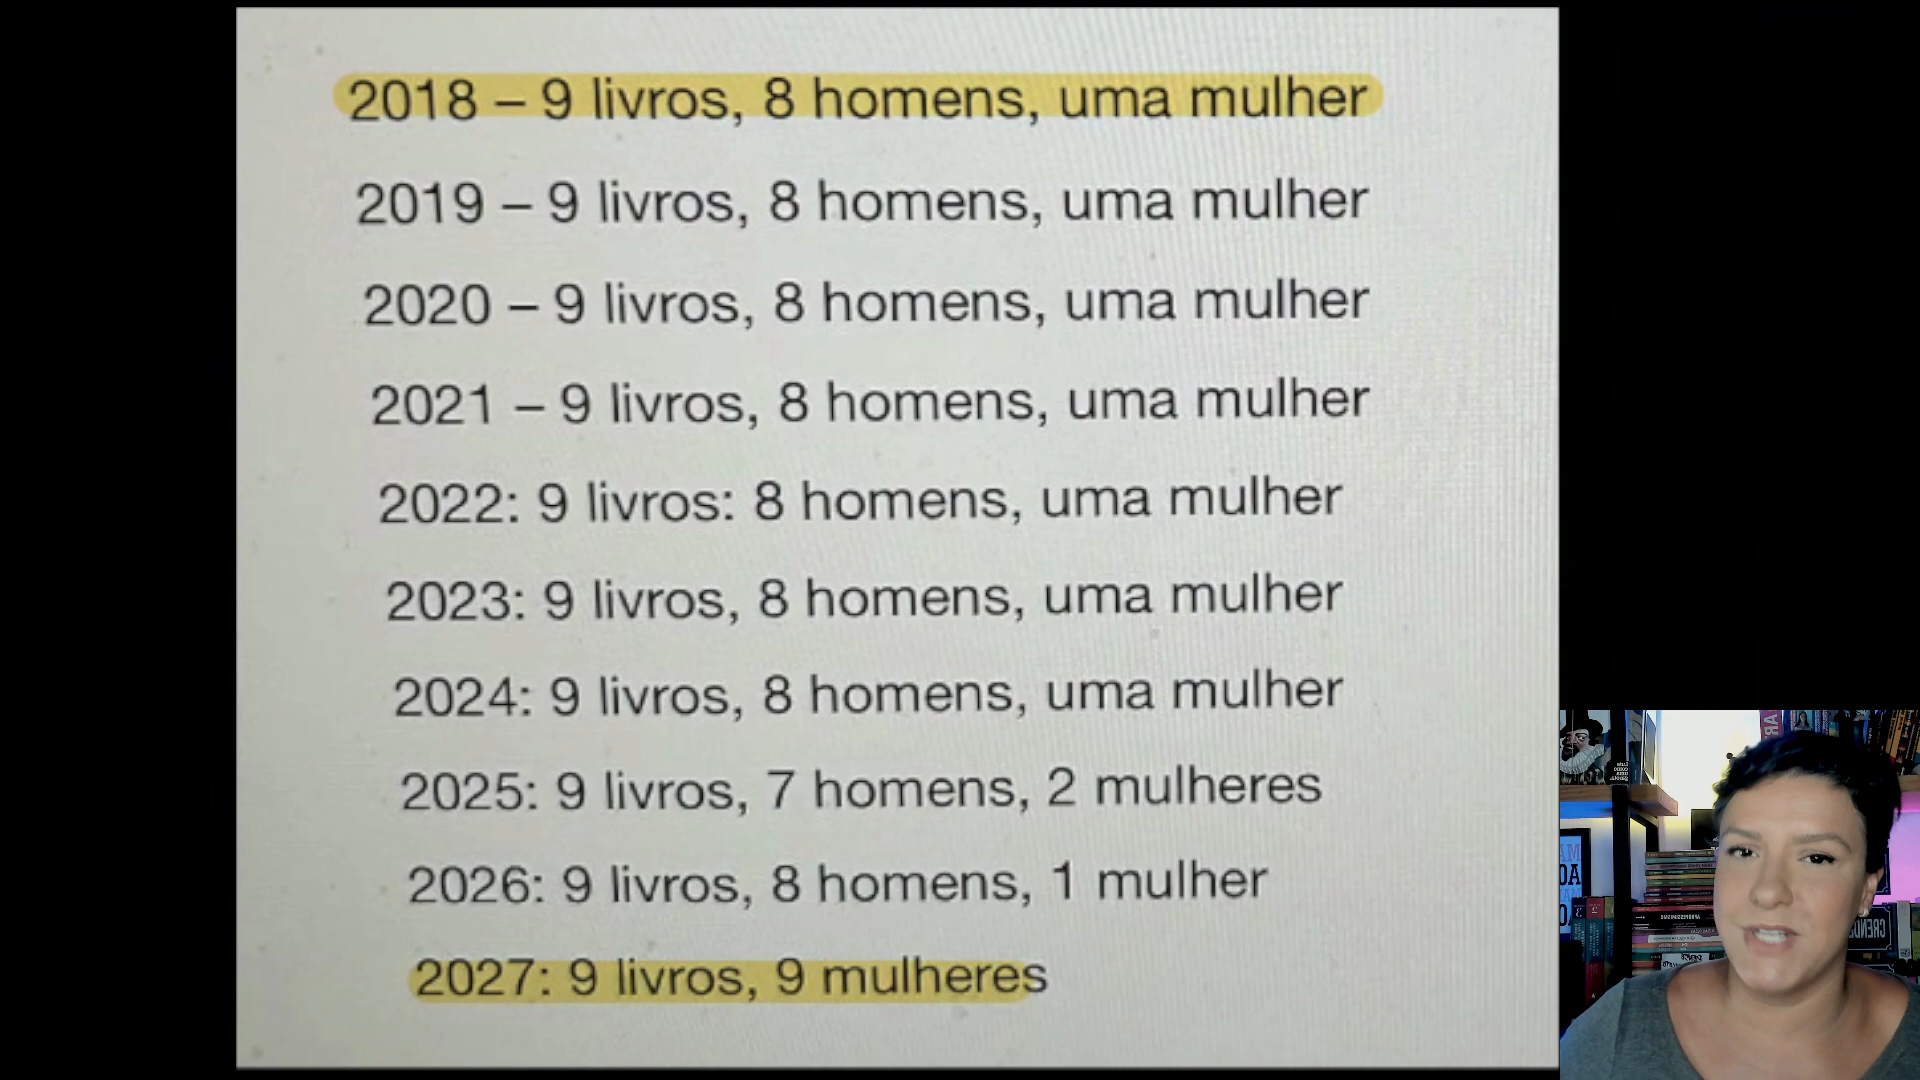 2018 – 9 livros, 8 homens, uma mulher
2019 – 9 livros, 8 homens, uma mulher
2020 – 9 livros, 8 homens, uma mulher
2021 – 9 livros, 8 homens, uma mulher
2022: 9 livros: 8 homens, uma mulher
2023: 9 livros, 8 homens, uma mulher
2024: 9 livros, 8 homens, uma mulher
2025: 9 livros, 7 homens, 2 mulheres
2026: 9 livros, 8 homens, 1 mulher
2027: 9 livros, 9 mulheres